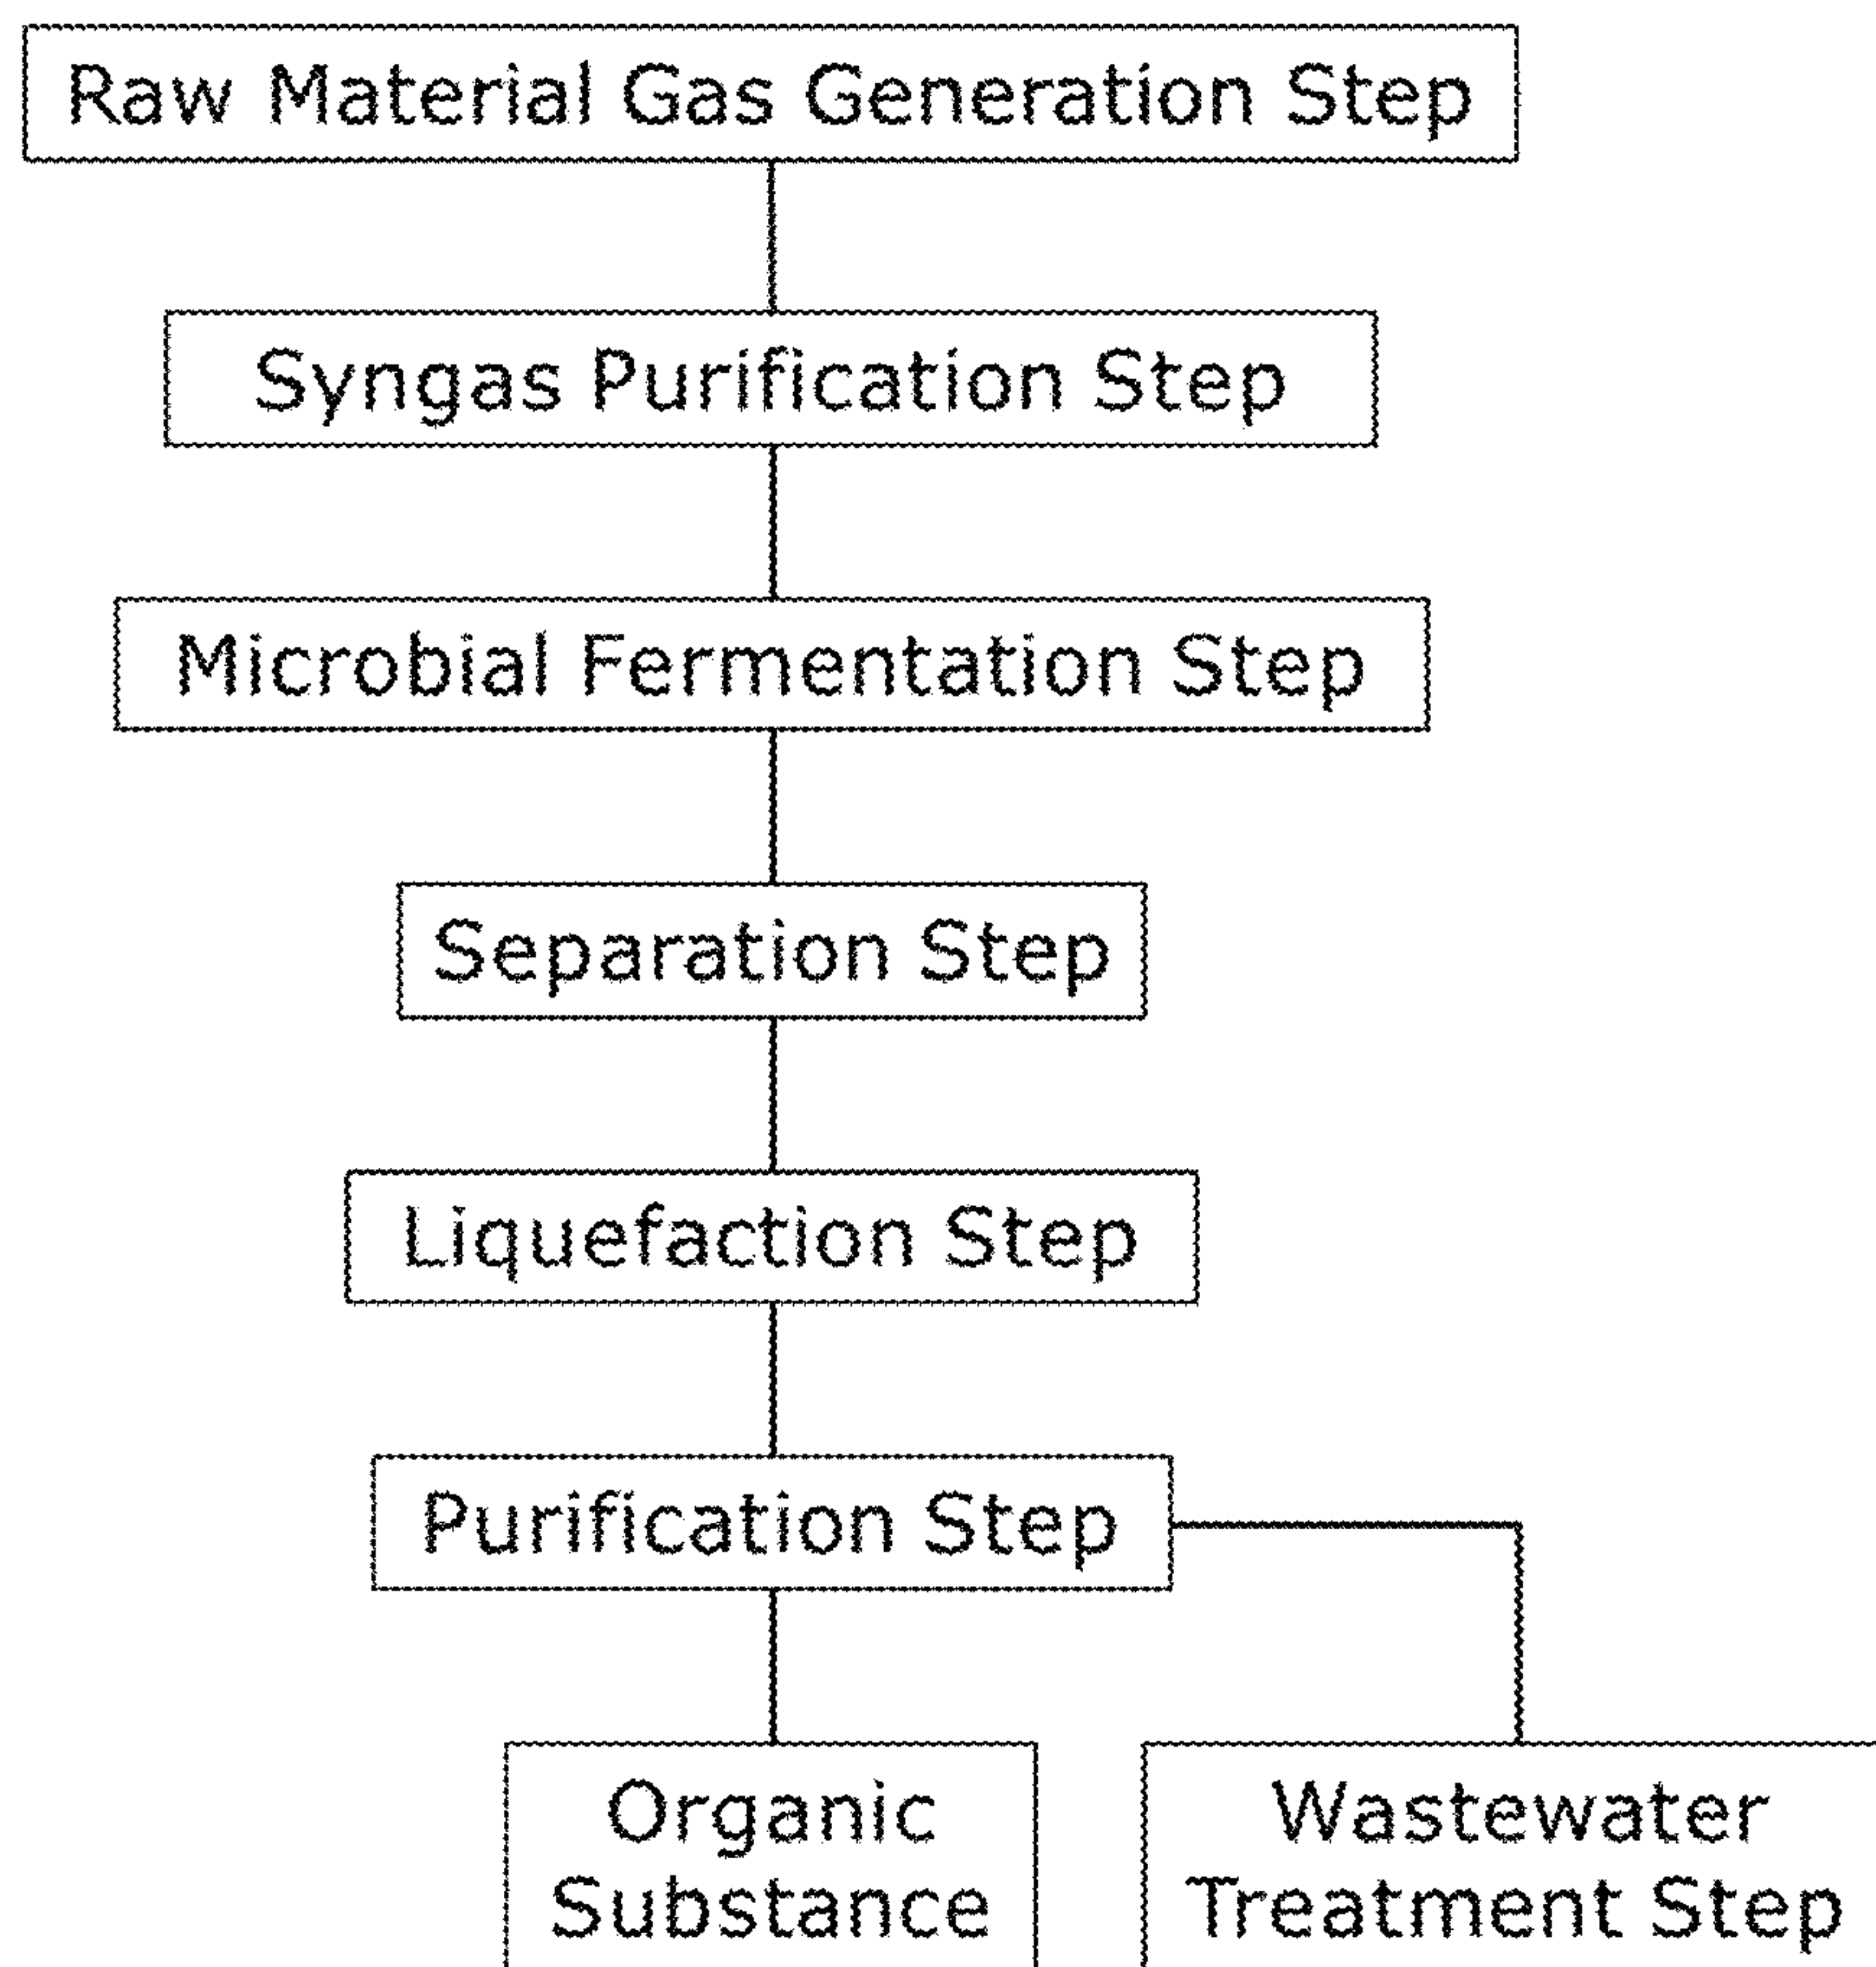 Raw Material Gas Generation Step
Syngas Purification Step
Microbial Fermentation Step
Separation Step
Liquefaction Step
Purification Step
Organic
Substance
Wastewater
Treatment Step